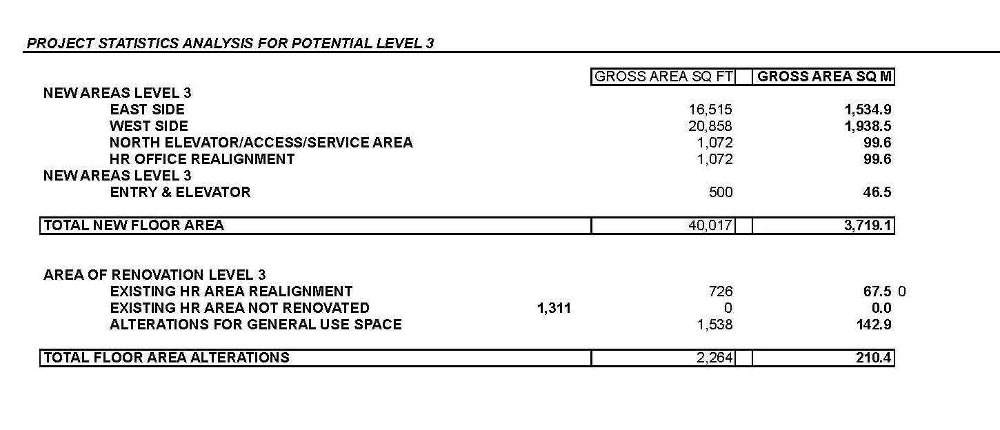 PROJECT STATISTICS ANALYSIS FOR POTENTIAL LEVEL 3
GROSS AREA SQ FT GROSS AREA SQ M
NEW AREAS LEVEL 3
EAST SIDE 16,515 1,534.9
WEST SIDE 20,858 1,938.5
NORTH ELEVATOR/ACCESS/SERVICE AREA 1,072 99.6
HR OFFICE REALIGNMENT 1,072 99.6
NEW AREAS LEVEL 3
ENTRY & ELEVATOR 500 46.5
TOTAL NEW FLOOR AREA 40,017 3,719.1
AREA OF RENOVATION LEVEL 3
EXISTING HR AREA REALIGNMENT 726 67.5 0
EXISTING HR AREA NOT RENOVATED 1,311 0 0.0
ALTERATIONS FOR GENERAL USE SPACE 1,538 142.9
TOTAL FLOOR AREA ALTERATIONS 2,264 210.4